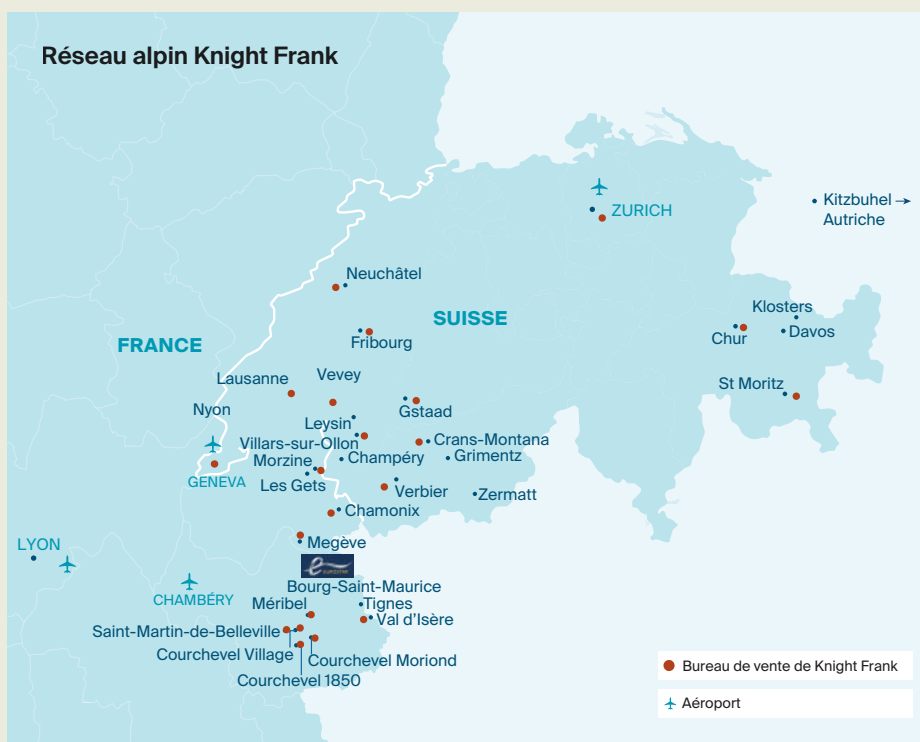 Réseau alpin Knight Frank
ZURICH
Kitzbuhel →
Autriche
Neuchâtel
SUISSE
Klosters
Fribourg
Chur
Davos
FRANCE
Vevey
Lausanne
St Moritz
Nyon
Gstaad
Leysin
Villars-sur-Ollon
Crans-Montana
Morzine
Champéry
Grimentz
GENEVA
Les Gets
Verbier
Zermatt
Chamonix
LYON
Megève
Bourg-Saint-Maurice
CHAMBÉRY
Méribel
Tignes
Val d'Isère
Saint-Martin-de-Belleville
Courchevel Village
Courchevel Moriond
Courchevel 1850
Bureau de vente de Knight Frank
Aéroport